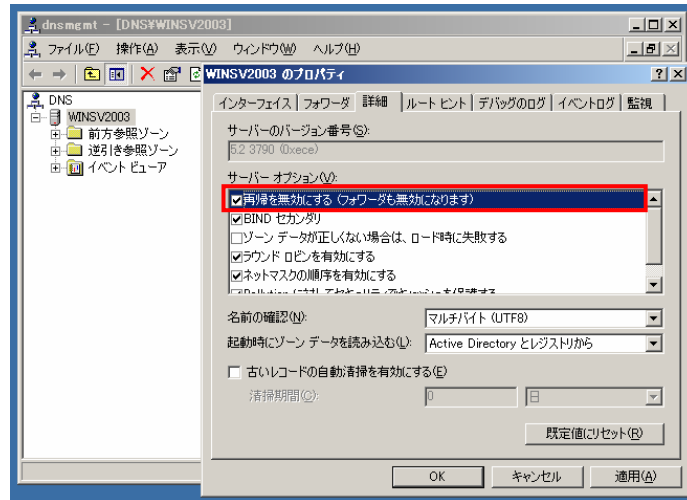 dnsmgmt - [DNS¥WINSV2003]
ファイル(F) 操作(A) 表示(V) ウィンドウ(W) ヘルプ(H)
WINSV2003 のプロパティ
DNS
WINSV2003
前方参照ゾーン
逆引き参照ゾーン
イベント ビューア
インターフェイス フォワーダ 詳細 ルート ヒント デバッグのログ イベントログ 監視
サーバーのバージョン番号(S):
5.2 3790 (0xece)
サーバー オプション(V):
再帰を無効にする (フォワーダも無効になります)
BIND セカンダリ
ゾーン データが正しくない場合は、ロード時に失敗する
ラウンド ロビンを有効にする
ネットマスクの順序を有効にする
名前の確認(N):
マルチバイト (UTF8)
起動時にゾーン データを読み込む(L):
Active Directory とレジストリから
古いレコードの自動清掃を有効にする(E)
清掃期間(C):
0
日
既定値にリセット(R)
OK
キャンセル
適用(A)